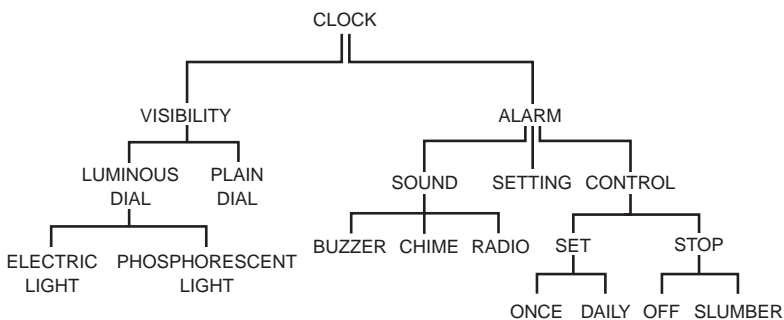 CLOCK
VISIBILITY ALARM
LUMINOUS DIAL PLAIN DIAL SOUND SETTING CONTROL
BUZZER CHIME RADIO SET STOP
ELECTRIC LIGHT PHOSPHORESCENT LIGHT
ONCE DAILY OFF SLUMBER